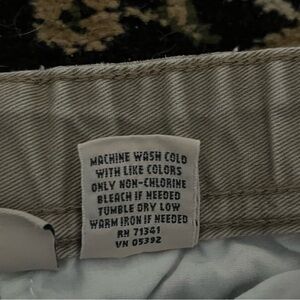 MACHINE WASH COLD
WITH LIKE COLORS
ONLY NON-CHLORINE
BLEACH IF NEEDED
TUMBLE DRY LOW
WARM IRON IF NEEDED
RN 71341
VN 05392